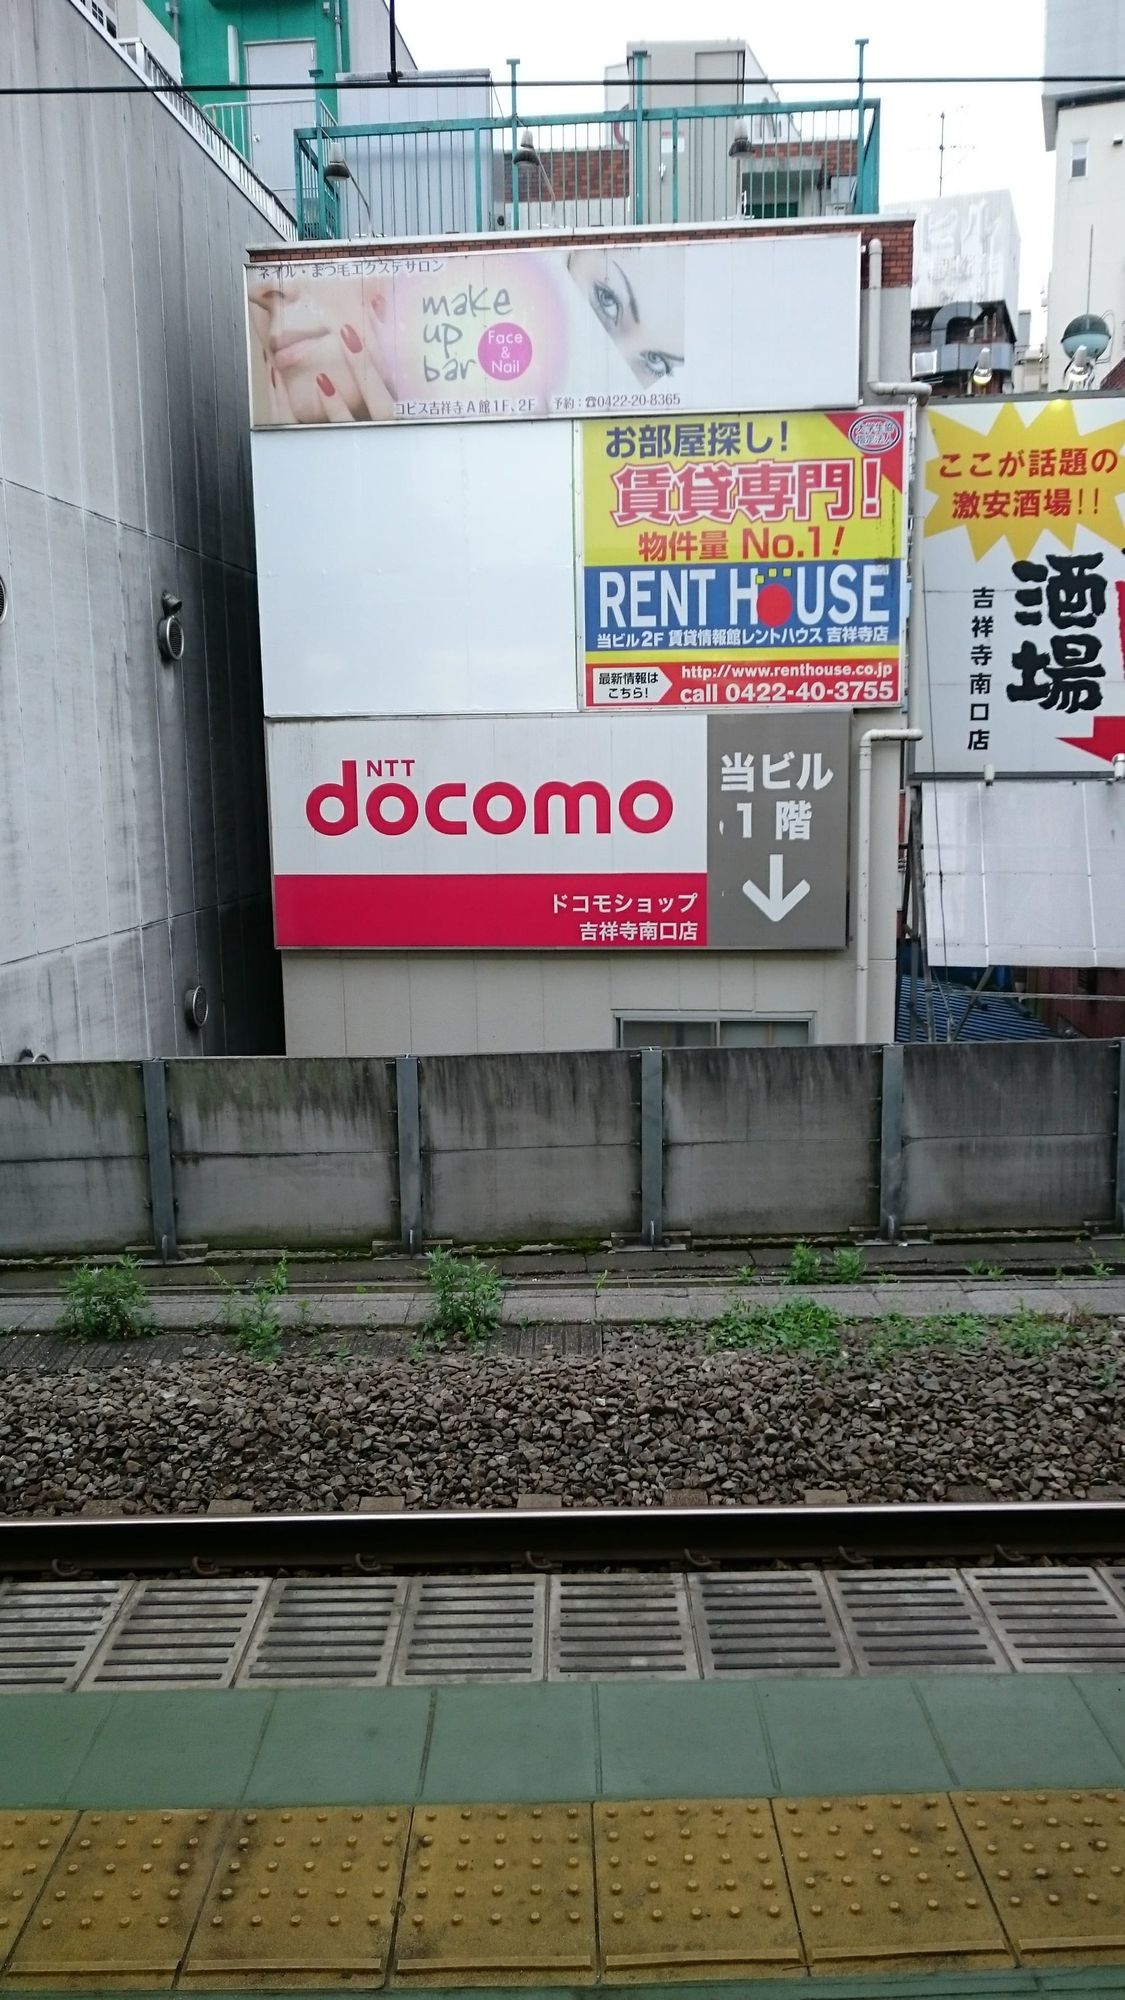 ネイル・まつ毛エクステサロン
make
up
bar
Face
&
Nail
コピス吉祥寺A館1F、2F 予約：☎0422-20-8365
お部屋探し!
賃貸専門!
物件量 No.1!
RENT HOUSE
当ビル2F 賃貸情報館レントハウス 吉祥寺店
最新情報は
こちら!
http://www.renthouse.co.jp
call 0422-40-3755
NTT
docomo
ドコモショップ
吉祥寺南口店
当ビル
1階
ここが話題の
激安酒場!!
酒場
吉祥寺南口店